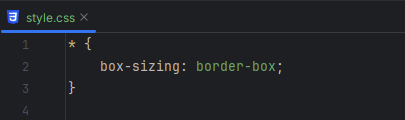 style.css
1 * {
2     box-sizing: border-box;
3 }
4